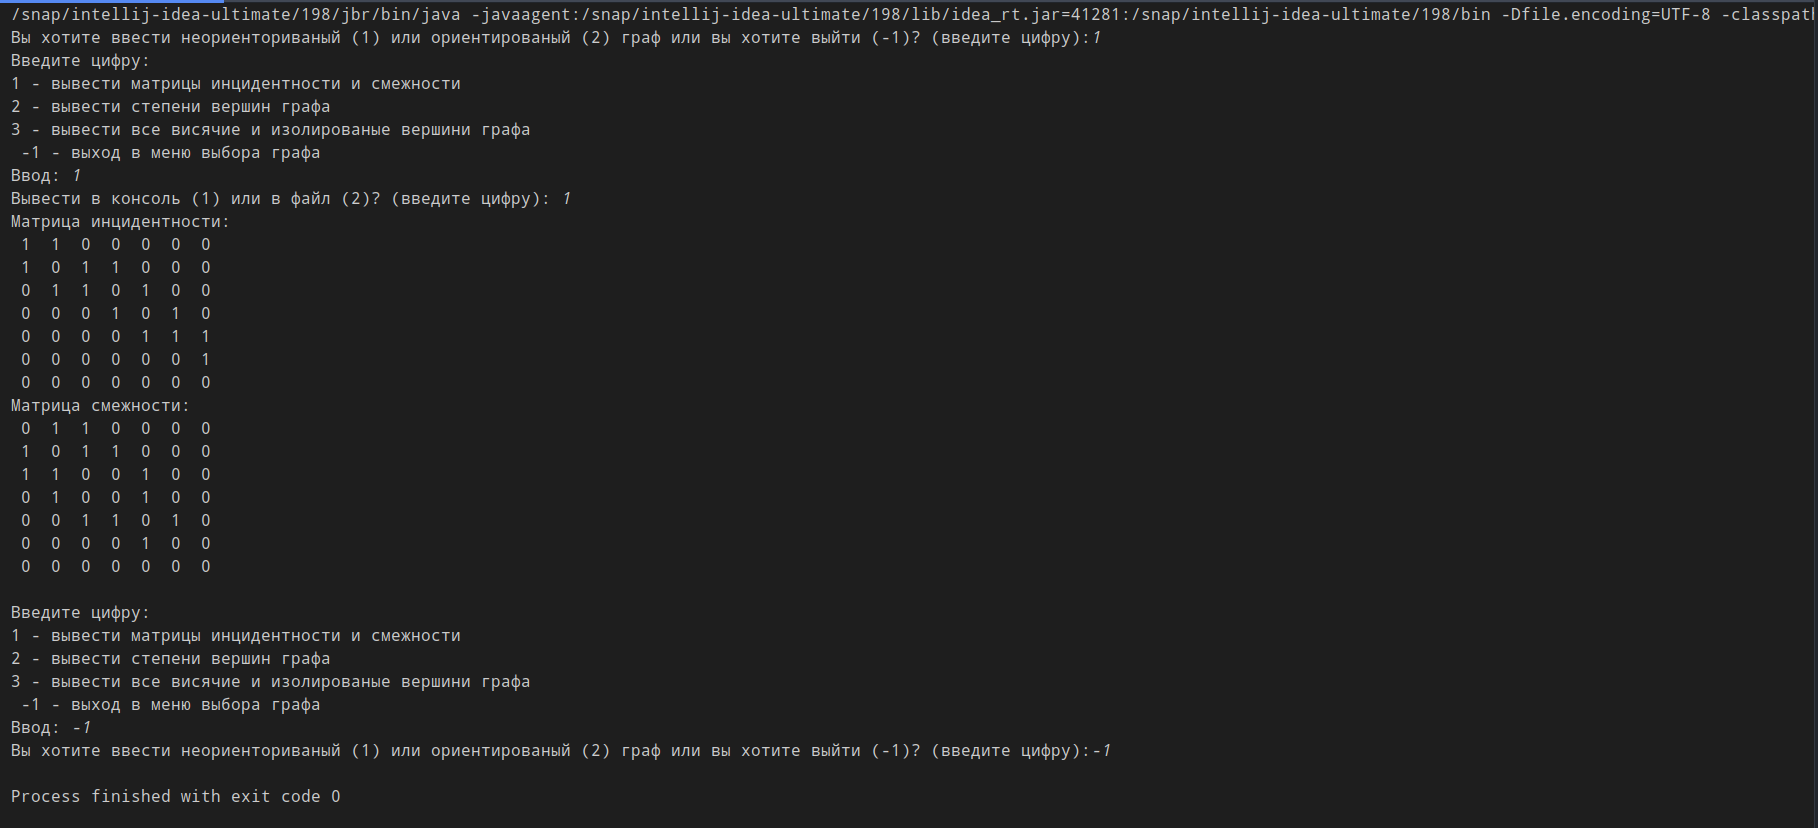 /snap/intellij-idea-ultimate/198/jbr/bin/java -javaagent:/snap/intellij-idea-ultimate/198/lib/idea_rt.jar=41281:/snap/intellij-idea-ultimate/198/bin -Dfile.encoding=UTF-8 -classpath
Вы хотите ввести неориенториваный (1) или ориентированый (2) граф или вы хотите выйти (-1)? (введите цифру):1
Введите цифру:
1 - вывести матрицы инцидентности и смежности
2 - вывести степени вершин графа
3 - вывести все висячие и изолированые вершини графа
-1 - выход в меню выбора графа
Ввод: 1
Вывести в консоль (1) или в файл (2)? (введите цифру): 1
Матрица инцидентности:
1 1 0 0 0 0 0
1 0 1 1 0 0 0
0 1 1 0 1 0 0
0 0 0 1 0 1 0
0 0 0 0 1 1 1
0 0 0 0 0 0 1
0 0 0 0 0 0 0
Матрица смежности:
0 1 1 0 0 0 0
1 0 1 1 0 0 0
1 1 0 0 1 0 0
0 1 0 0 1 0 0
0 0 1 1 0 1 0
0 0 0 0 1 0 0
0 0 0 0 0 0 0
Введите цифру:
1 - вывести матрицы инцидентности и смежности
2 - вывести степени вершин графа
3 - вывести все висячие и изолированые вершини графа
-1 - выход в меню выбора графа
Ввод: -1
Вы хотите ввести неориенториваный (1) или ориентированый (2) граф или вы хотите выйти (-1)? (введите цифру):-1
Process finished with exit code 0